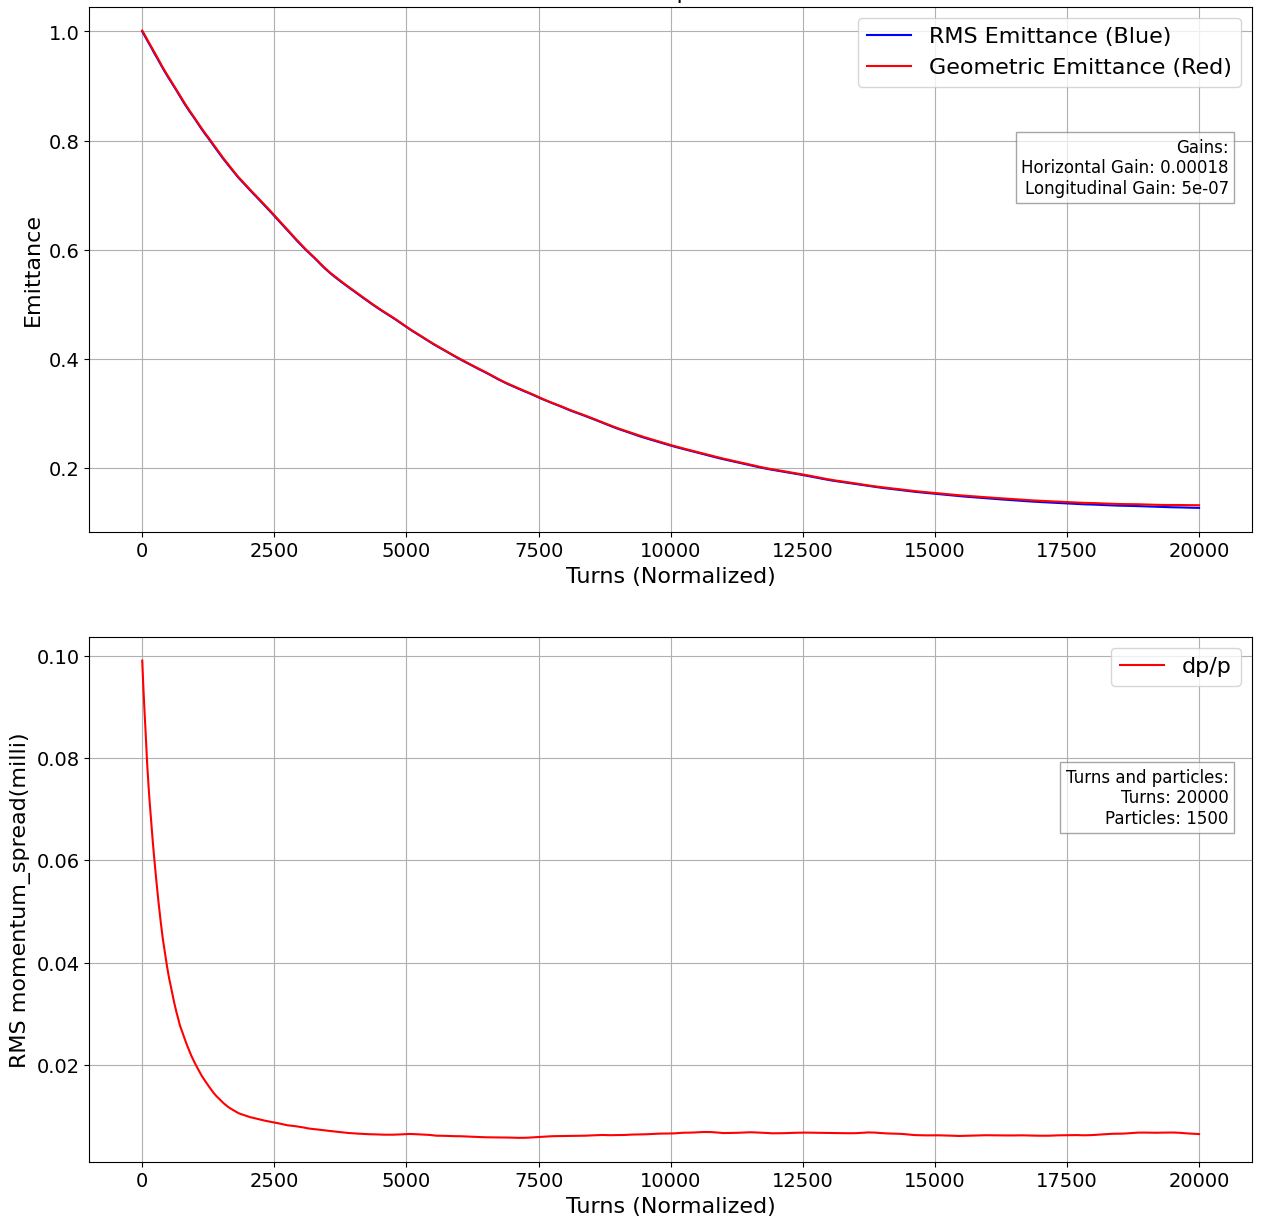 RMS Emittance (Blue)
Geometric Emittance (Red)
Gains:
Horizontal Gain: 0.00018
Longitudinal Gain: 5e-07
Emittance
1.0
0.8
0.6
0.4
0.2
0 2500 5000 7500 10000 12500 15000 17500 20000
Turns (Normalized)
dp/p
Turns and particles:
Turns: 20000
Particles: 1500
RMS momentum_spread(milli)
0.10
0.08
0.06
0.04
0.02
0 2500 5000 7500 10000 12500 15000 17500 20000
Turns (Normalized)